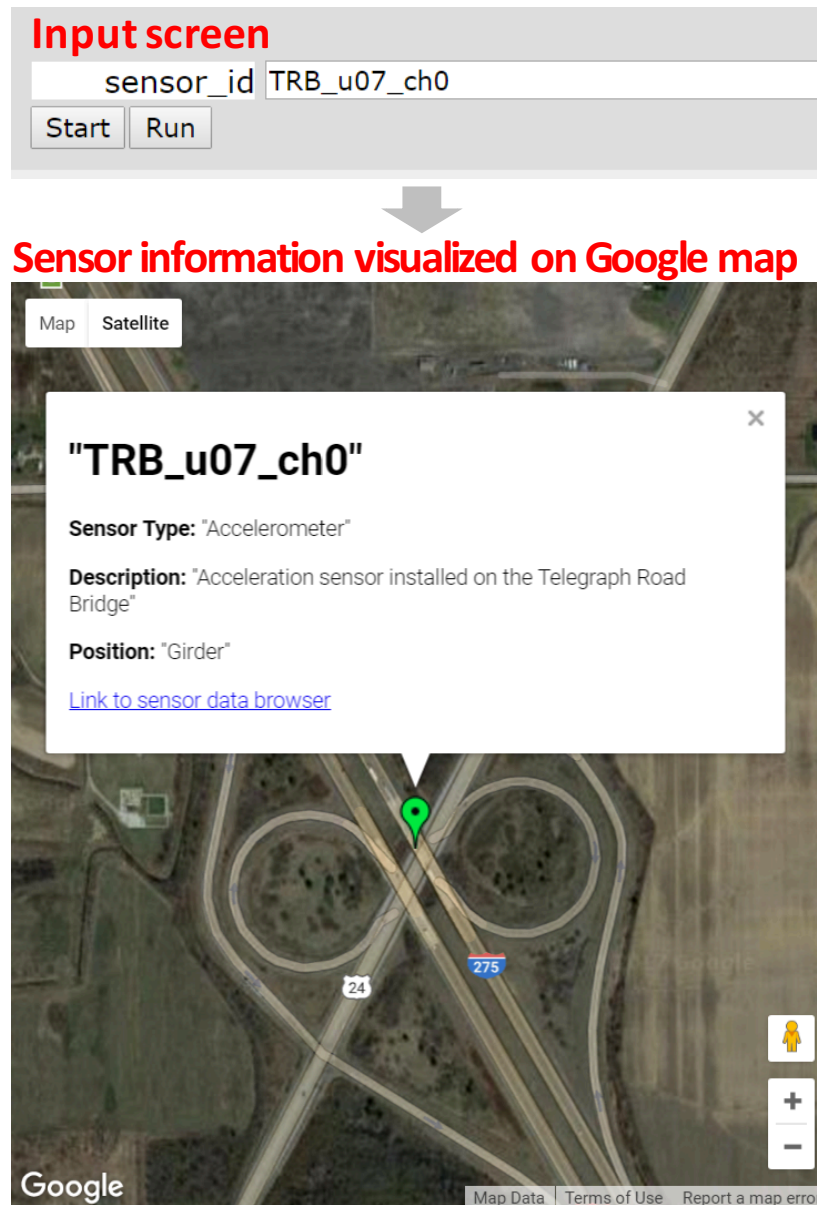 Input screen
sensor_id TRB_u07_ch0
Start Run
Sensor information visualized on Google map
Map Satellite
×
"TRB_u07_ch0"
Sensor Type: "Accelerometer"
Description: "Acceleration sensor installed on the Telegraph Road
Bridge"
Position: "Girder"
Link to sensor data browser
275
24
+
−
Google
Map Data Terms of Use Report a map erro